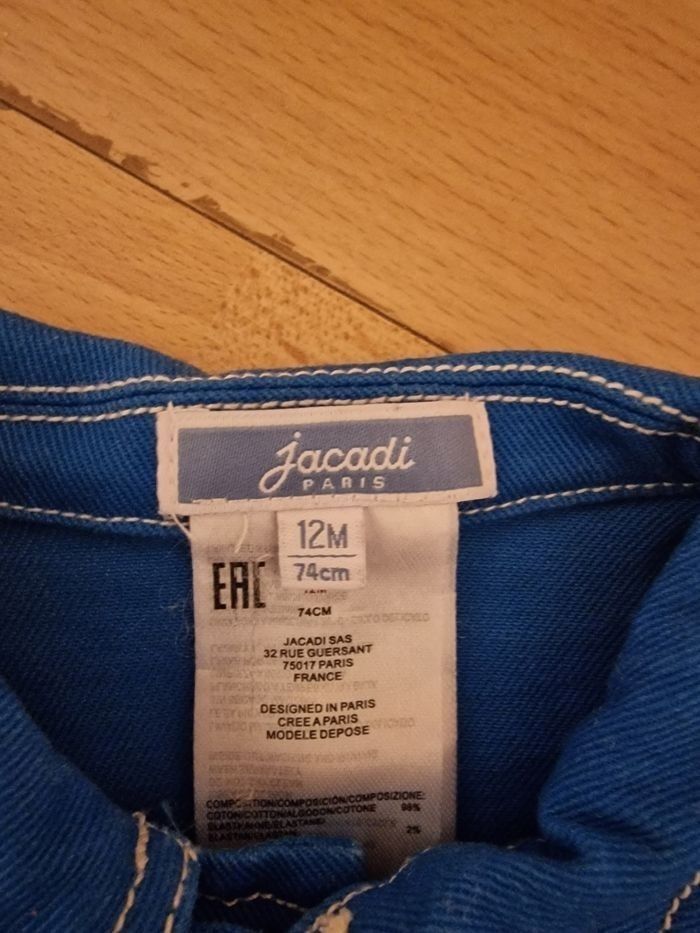 jacadi
PARIS
12M
74cm
EAC
74CM
JACADI SAS
32 RUE GUERSANT
75017 PARIS
FRANCE
DESIGNED IN PARIS
CREE A PARIS
MODELE DEPOSE
COMPOSITION/COMPOSICIÓN/COMPOSIZIONE:
COTON/COTTON/ALGODON/COTONE 98%
2%